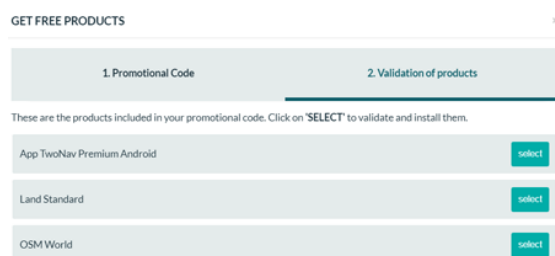 GET FREE PRODUCTS
1. Promotional Code
2. Validation of products
These are the products included in your promotional code. Click on "SELECT" to validate and install them.
App TwoNav Premium Android
select
Land Standard
select
OSM World
select